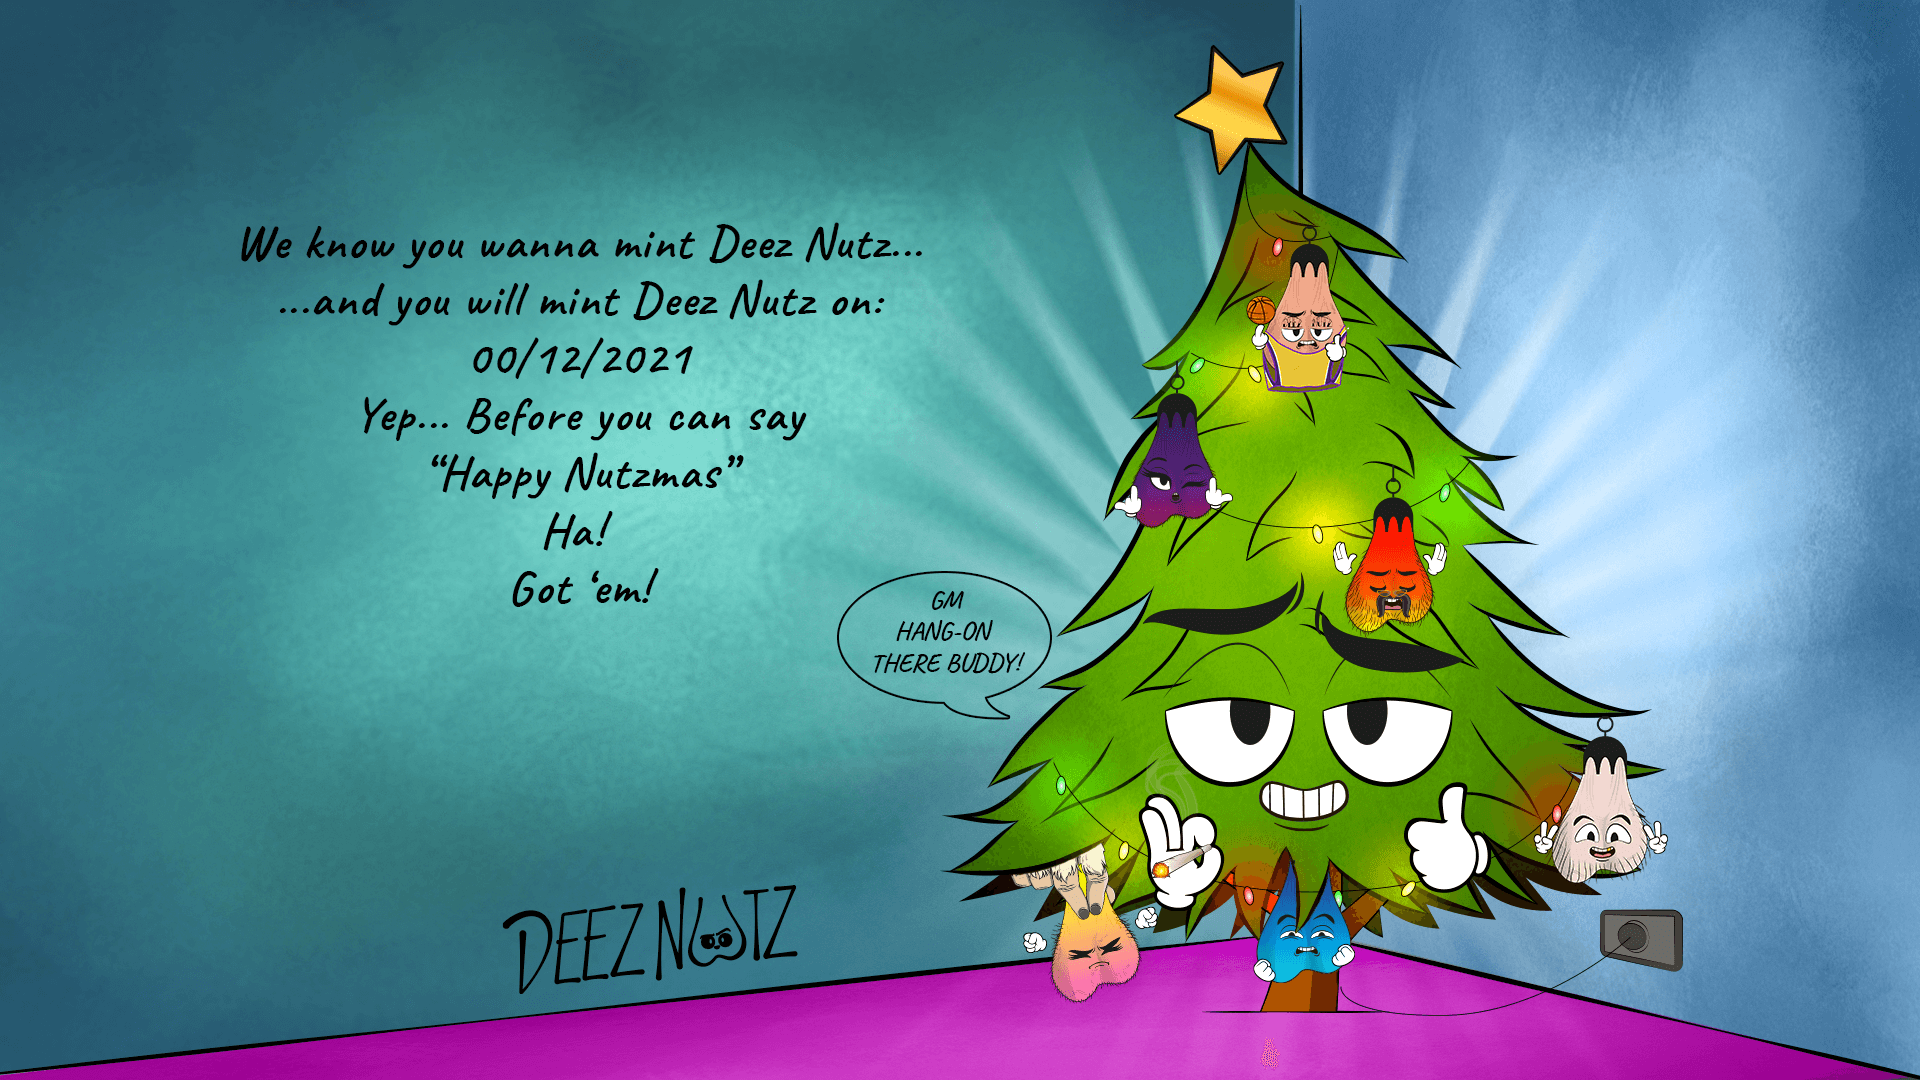 We know you wanna mint Deez Nutz...
...and you will mint Deez Nutz on:
00/12/2021
Yep... Before you can say
“Happy Nutzmas”
Ha!
Got ‘em!
GM
HANG-ON
THERE BUDDY!
DEEZ NUTZ